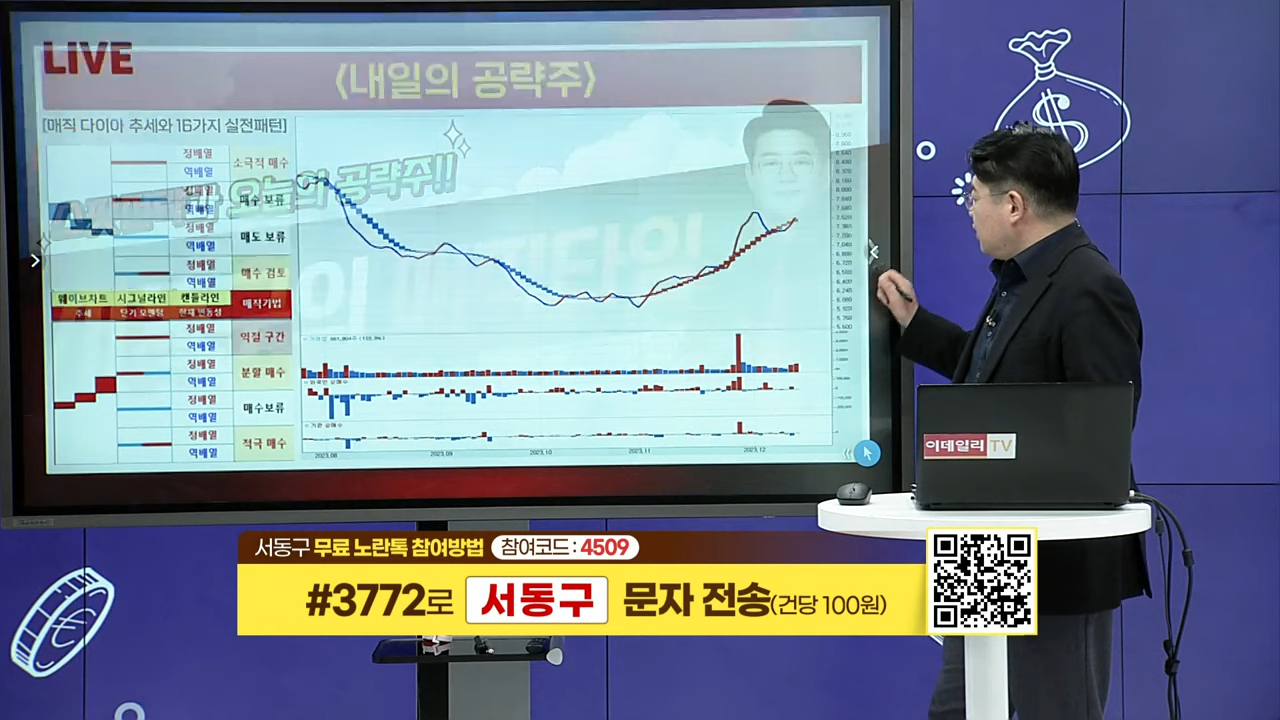 LIVE
<내일의 공략주>
[매직 다이아 추세와 16가지 실전패턴]
정배열
소극적 매수
역배열
정배열
매수 보류
역배열
정배열
매도 보류
역배열
정배열
매수 검토
역배열
웨이브차트 시그널라인 캔들라인 매직기법
추세 단기 모멘텀 현재 변동성
정배열
익절 구간
역배열
정배열
분할 매수
역배열
정배열
매수보류
역배열
정배열
적극 매수
역배열
오늘의 공략주!!
2023,08 2023,09 2023,10 2023,11 2023,12
이데일리 TV
서동구 무료 노란톡 참여방법 참여코드 : 4509
#3772로 서동구 문자 전송(건당 100원)